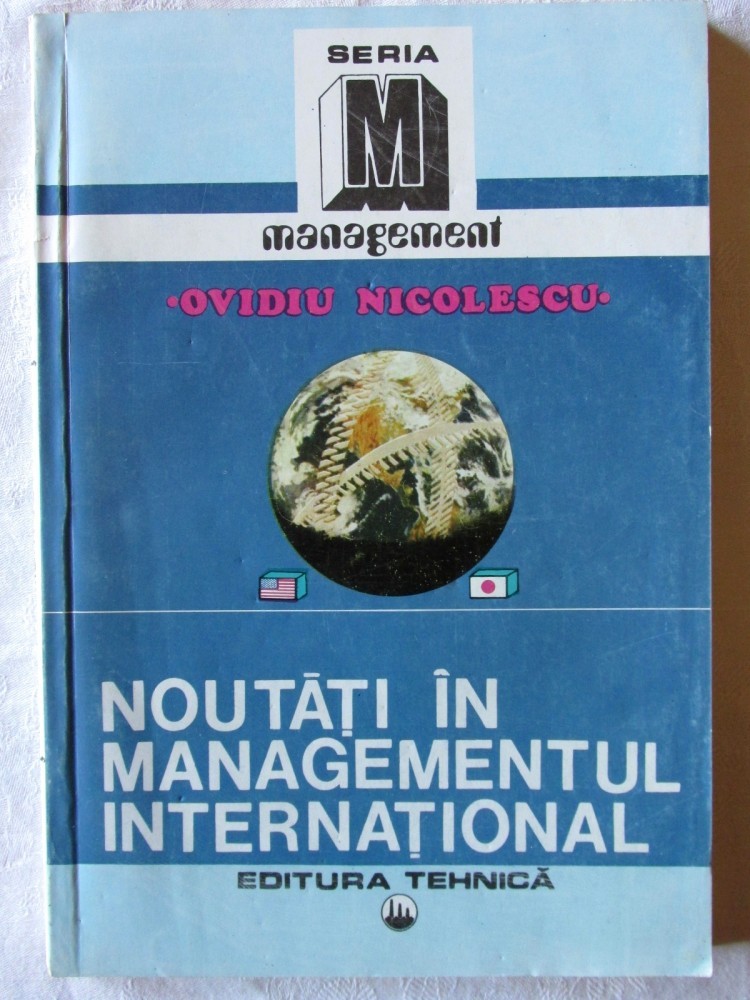 SERIA
M
management
•OVIDIU NICOLESCU•
NOUTĂȚI ÎN
MANAGEMENTUL
INTERNAȚIONAL
EDITURA TEHNICĂ